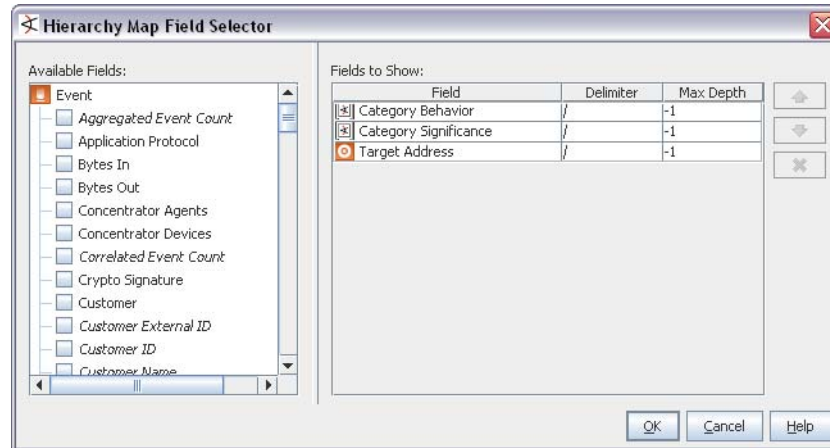 Hierarchy Map Field Selector
Available Fields:
Event
Aggregated Event Count
Application Protocol
Bytes In
Bytes Out
Concentrator Agents
Concentrator Devices
Correlated Event Count
Crypto Signature
Customer
Customer External ID
Customer ID
Customer Name
Fields to Show:
Field Delimiter Max Depth
Category Behavior / -1
Category Significance / -1
Target Address / -1
OK Cancel Help